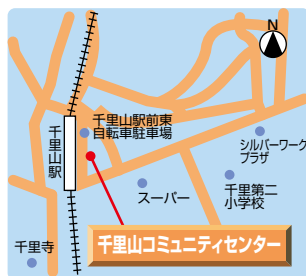 N
千里山駅前東
自転車駐車場
千里山駅
シルバーワーク
プラザ
スーパー
千里第二
小学校
千里山コミュニティセンター
千里寺